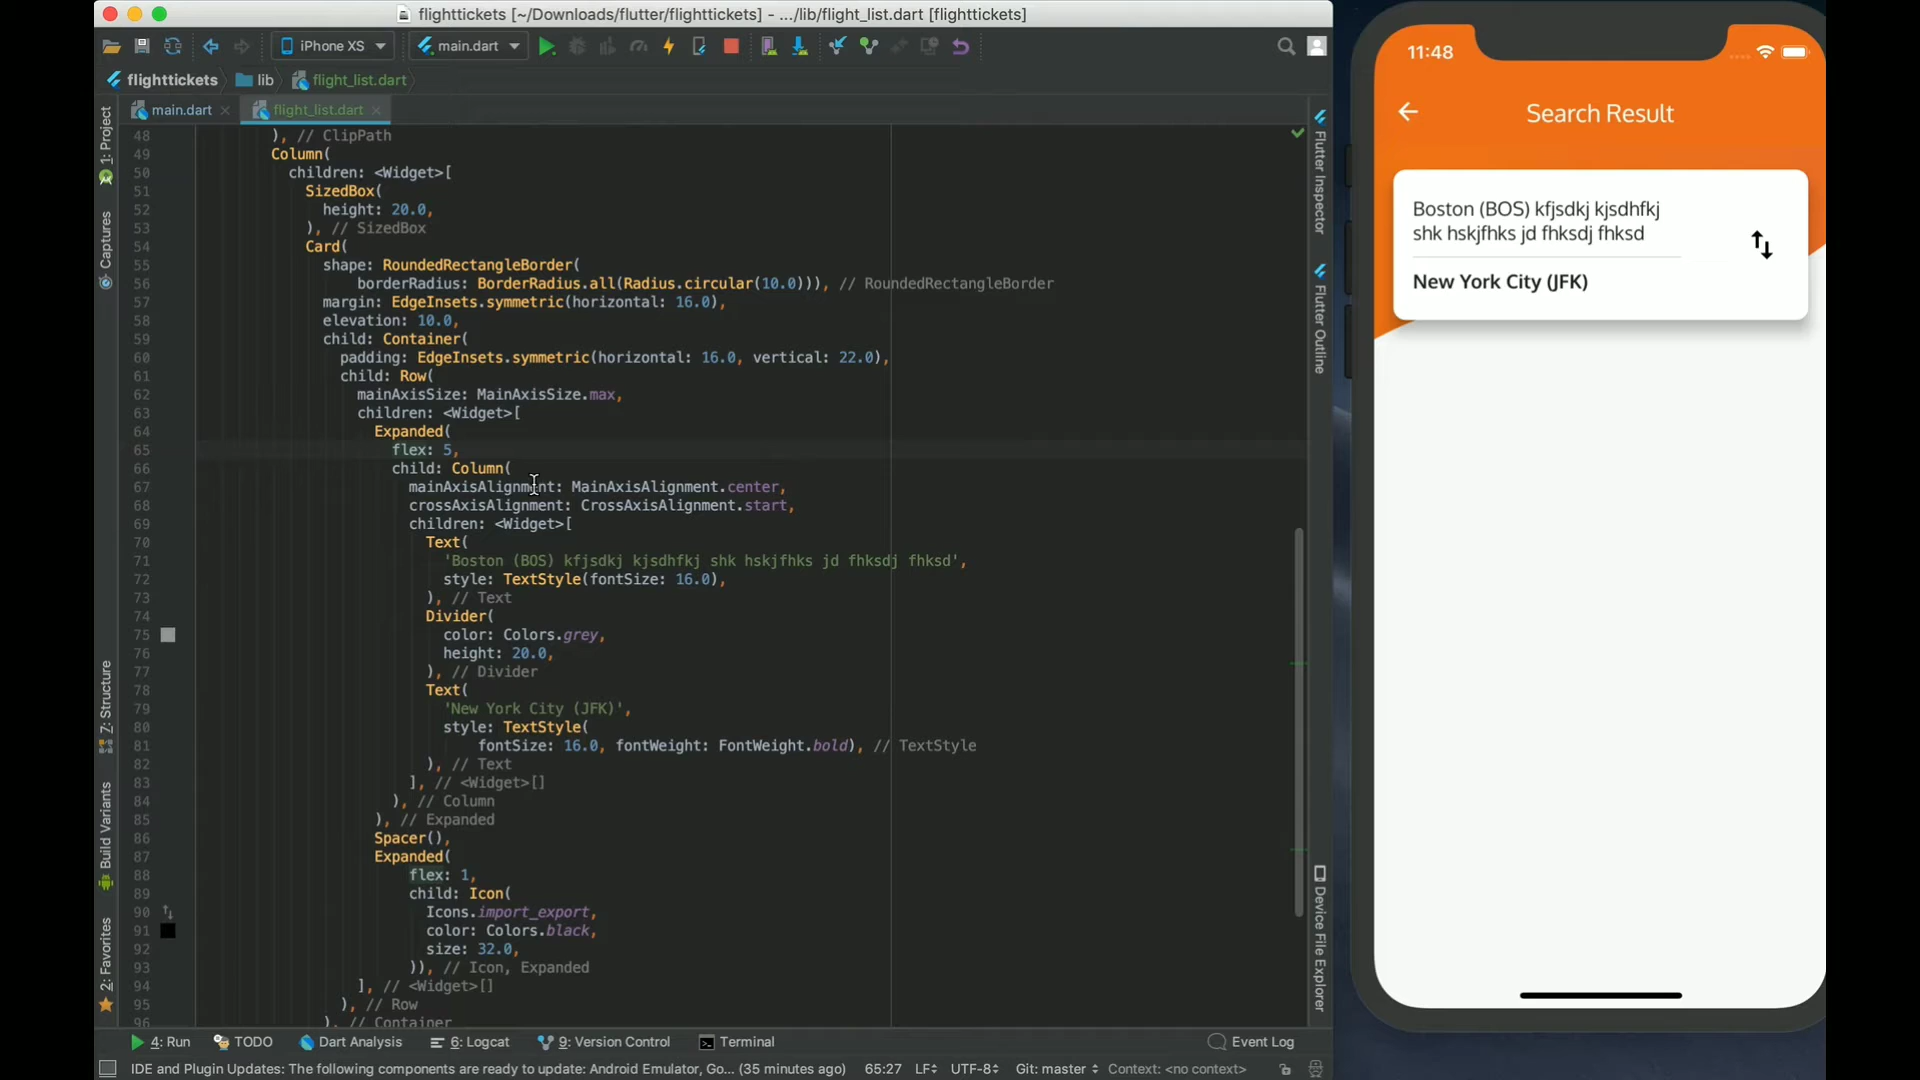 flighttickets [~/Downloads/flutter/flighttickets] - .../lib/flight_list.dart [flighttickets]
iPhone XS
main.dart
flighttickets
lib
flight_list.dart
main.dart
flight_list.dart
1: Project
Captures
Z: Structure
Build Variants
2: Favorites
48 ), // ClipPath
49 Column(
50 children: <Widget>[
51 SizedBox(
52 height: 20.0,
53 ), // SizedBox
54 Card(
55 shape: RoundedRectangleBorder(
56 borderRadius: BorderRadius.all(Radius.circular(10.0))), // RoundedRectangleBorder
57 margin: EdgeInsets.symmetric(horizontal: 16.0),
58 elevation: 10.0,
59 child: Container(
60 padding: EdgeInsets.symmetric(horizontal: 16.0, vertical: 22.0),
61 child: Row(
62 mainAxisSize: MainAxisSize.max,
63 children: <Widget>[
64 Expanded(
65 flex: 5,
66 child: Column(
67 mainAxisAlignment: MainAxisAlignment.center,
68 crossAxisAlignment: CrossAxisAlignment.start,
69 children: <Widget>[
70 Text(
71 'Boston (BOS) kfjsdkj kjsdhfkj shk hskjfhks jd fhksdj fhksd',
72 style: TextStyle(fontSize: 16.0),
73 ), // Text
74 Divider(
75 color: Colors.grey,
76 height: 20.0,
77 ), // Divider
78 Text(
79 'New York City (JFK)',
80 style: TextStyle(
81 fontSize: 16.0, fontWeight: FontWeight.bold), // TextStyle
82 ), // Text
83 ], // <Widget>[]
84 ), // Column
85 ), // Expanded
86 Spacer(),
87 Expanded(
88 flex: 1,
89 child: Icon(
90 Icons.import_export,
91 color: Colors.black,
92 size: 32.0,
93 )), // Icon, Expanded
94 ], // <Widget>[]
95 ), // Row
96 ), // Container
Flutter Inspector
Flutter Outline
Device File Explorer
4: Run
TODO
Dart Analysis
6: Logcat
9: Version Control
Terminal
Event Log
IDE and Plugin Updates: The following components are ready to update: Android Emulator, Go... (35 minutes ago)
65:27
LF
UTF-8
Git: master
Context: <no context>
11:48
Search Result
Boston (BOS) kfjsdkj kjsdhfkj
shk hskjfhks jd fhksdj fhksd
New York City (JFK)